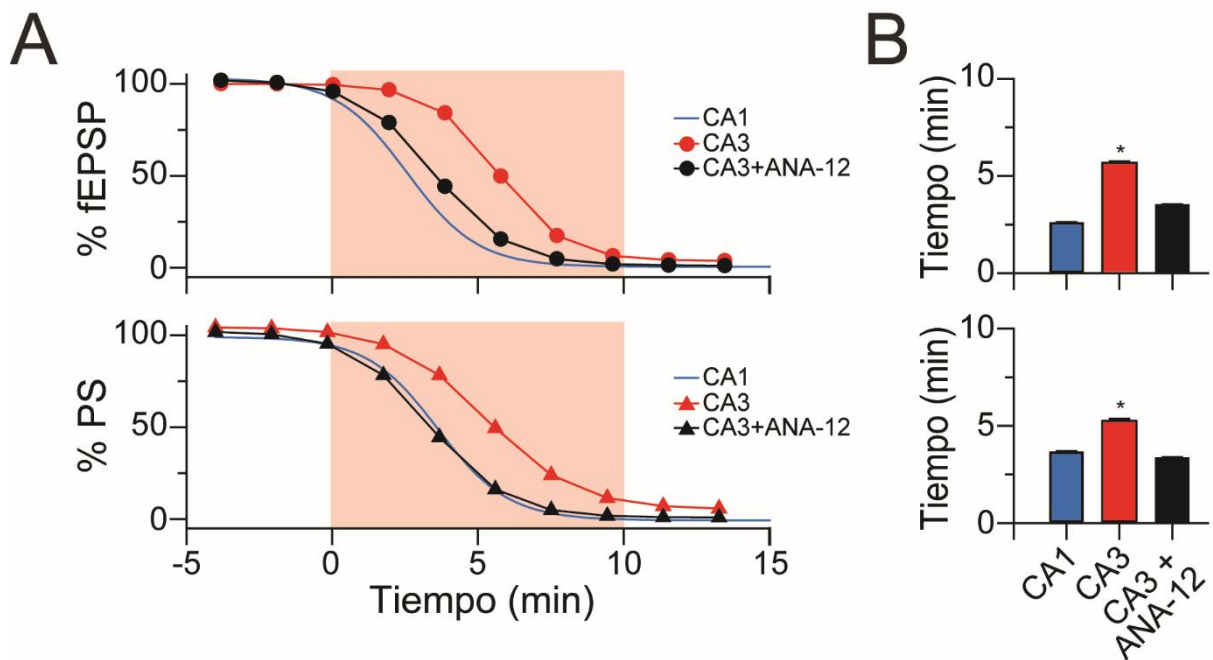 A
% fEPSP
100
50
0
CA1
CA3
CA3+ANA-12
% PS
100
50
0
CA1
CA3
CA3+ANA-12
-5
0
5
10
15
Tiempo (min)
B
Tiempo (min)
10
5
0
*
Tiempo (min)
10
5
0
*
CA1
CA3
CA3 +
ANA-12